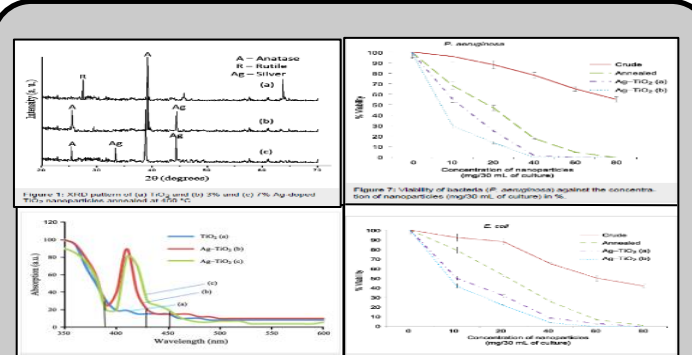 A
A – Anatase
R – Rutile
Ag – Silver
R
(a)
A
Ag
(b)
A
Ag
Ag
(c)
Intensity (a. u.)
20
30
40
50
60
70
2θ (degrees)
Figure 1: XRD pattern of (a) TiO₂ and (b) 3% and (c) 7% Ag-doped
TiO₂ nanoparticles annealed at 400 °C
P. aeruginosa
% Viability
100
90
80
70
60
50
40
30
20
10
0
Crude
Annealed
Ag–TiO₂ (a)
Ag–TiO₂ (b)
0
10
20
40
60
80
Concentration of nanoparticles
(mg/30 mL of culture)
Figure 7: Viability of bacteria (P. aeruginosa) against the concentra-
tion of nanoparticles (mg/30 mL of culture) in %.
Absorption (a.u.)
120
100
80
60
40
20
0
TiO₂ (a)
Ag–TiO₂ (b)
Ag–TiO₂ (c)
(c)
(b)
(a)
350
400
450
500
550
600
Wavelength (nm)
E. coli
% Viability
100
90
80
70
60
50
40
30
20
10
0
Crude
Annealed
Ag–TiO₂ (a)
Ag–TiO₂ (b)
0
10
20
40
60
80
Concentration of nanoparticles
(mg/30 mL of culture)